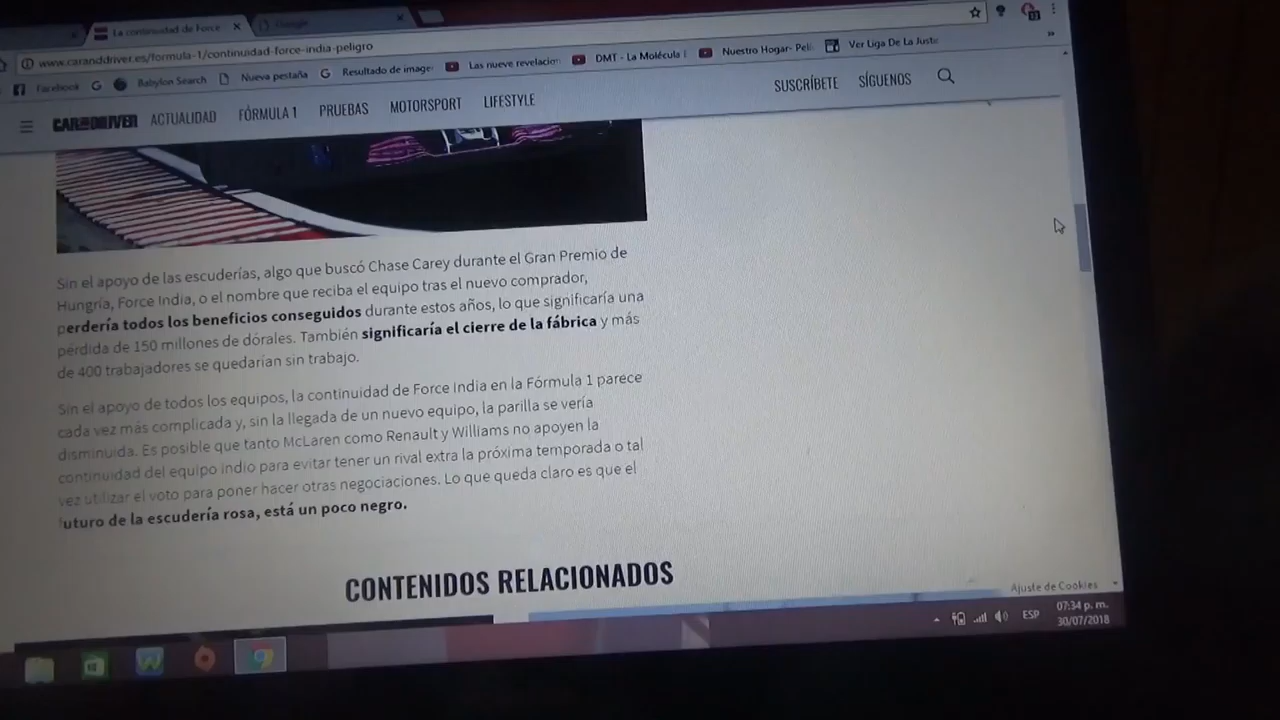 La continuidad de Force
Google
www.caranddriver.es/formula-1/continuidad-force-india-peligro
Facebook
Babylon Search
Nueva pestaña
Resultado de image
Las nueve revelacion
DMT - La Molécula
Nuestro Hogar- Peli
Ver Liga De La Juste
»
CAR AND DRIVER ACTUALIDAD FÓRMULA 1 PRUEBAS MOTORSPORT LIFESTYLE SUSCRÍBETE SÍGUENOS
Sin el apoyo de las escuderías, algo que buscó Chase Carey durante el Gran Premio de
Hungría, Force India, o el nombre que reciba el equipo tras el nuevo comprador,
perdería todos los beneficios conseguidos durante estos años, lo que significaría una
pérdida de 150 millones de dórales. También significaría el cierre de la fábrica y más
de 400 trabajadores se quedarían sin trabajo.
Sin el apoyo de todos los equipos, la continuidad de Force India en la Fórmula 1 parece
cada vez más complicada y, sin la llegada de un nuevo equipo, la parilla se vería
disminuida. Es posible que tanto McLaren como Renault y Williams no apoyen la
continuidad del equipo indio para evitar tener un rival extra la próxima temporada o tal
vez utilizar el voto para poner hacer otras negociaciones. Lo que queda claro es que el
futuro de la escudería rosa, está un poco negro.
CONTENIDOS RELACIONADOS
Ajuste de Cookies
ESP
07:34 p. m.
30/07/2018